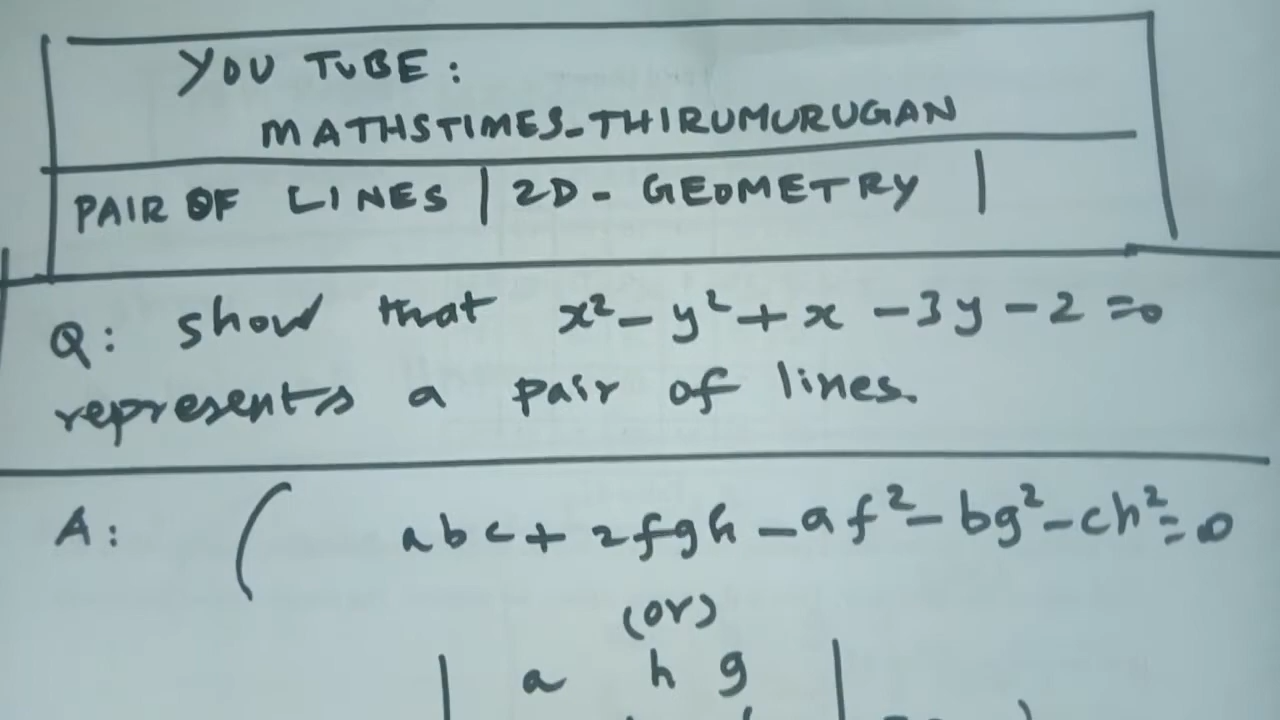 YOU TUBE:
MATHSTIMES-THIRUMURUGAN
PAIR OF LINES | 2D - GEOMETRY |
Q: show that x² - y² + x - 3y - 2 = 0
represents a pair of lines.
A: ( abc + 2fgh - af² - bg² - ch² = 0
(or)
| a h g |